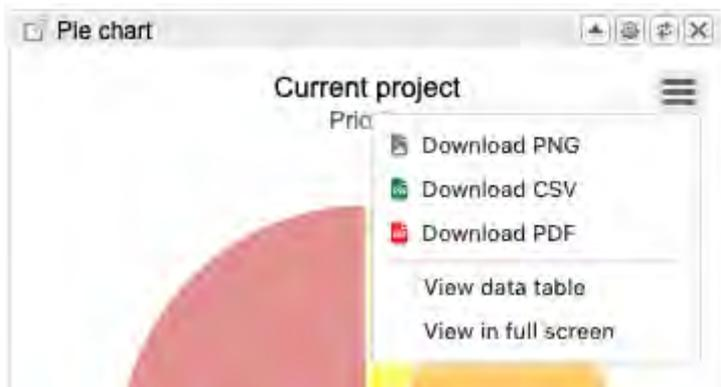 Pie chart
Current project
Prio
Download PNG
Download CSV
Download PDF
View data table
View in full screen